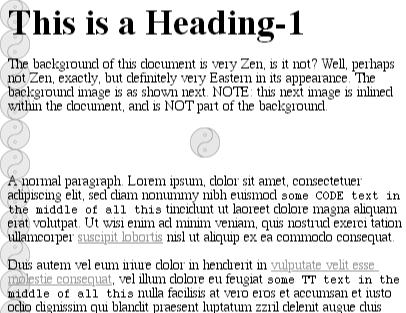 This is a Heading-1
The background of this document is very Zen, is it not? Well, perhaps
not Zen, exactly, but definitely very Eastern in its appearance. The
background image is as shown next. NOTE: this next image is inlined
within the document, and is NOT part of the background.
A normal paragraph. Lorem ipsum, dolor sit amet, consectetuer
adipiscing elit, sed diam nonummy nibh euismod some CODE text in
the middle of all this tincidunt ut laoreet dolore magna aliquam
erat volutpat. Ut wisi enim ad minim veniam, quis nostrud exerci tation
ullamcorper suscipit lobortis nisl ut aliquip ex ea commodo consequat.
Duis autem vel eum iriure dolor in hendrerit in vulputate velit esse
molestie consequat, vel illum dolore eu feugiat some TT text in the
middle of all this nulla facilisis at vero eros et accumsan et iusto
odio dignissim qui blandit praesent luptatum zzril delenit augue duis